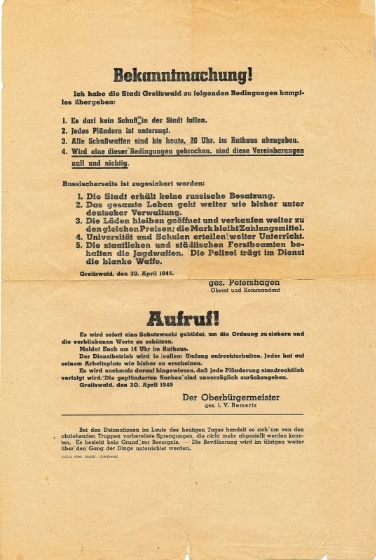 Bekanntmachung!
Ich habe die Stadt Greifswald zu folgenden Bedingungen kampf-
los übergeben:
1. Es darf kein Schuß in der Stadt fallen.
2. Jedes Plündern ist untersagt.
3. Alle Schußwaffen sind bis heute, 20 Uhr, im Rathaus abzugeben.
4. Wird eine dieser Bedingungen gebrochen, sind diese Vereinbarungen
null und nichtig.
Russischerseits ist zugesichert worden:
1. Die Stadt erhält keine russische Besatzung.
2. Das gesamte Leben geht weiter wie bisher unter
deutscher Verwaltung.
3. Die Läden bleiben geöffnet und verkaufen weiter zu
den gleichen Preisen; die Mark bleibt Zahlungsmittel.
4. Universität und Schulen erteilen weiter Unterricht.
5. Die staatlichen und städtischen Forstbeamten be-
halten die Jagdwaffen. Die Polizei trägt im Dienst
die blanke Waffe.
Greifswald, den 30. April 1945.
gez. Petershagen
Oberst und Kommandant
Aufruf!
Es wird sofort eine Schutzwacht gebildet, um die Ordnung zu sichern und
die verbliebenen Werte zu schützen.
Meldet Euch um 14 Uhr im Rathaus.
Der Dienstbetrieb wird in vollem Umfang aufrechterhalten. Jeder hat auf
seinem Arbeitsplatz wie bisher zu erscheinen.
Es wird nochmals darauf hingewiesen, daß jede Plünderung standrechtlich
verfolgt wird. Die geplünderten Sachen sind unverzüglich zurückzugeben.
Greifswald, den 30. April 1945
Der Oberbürgermeister
gez. I. V. Remertz
Bei den Detonationen im Laufe des heutigen Tages handelt es sich um von den
abziehenden Truppen vorbereitete Sprengungen, die nicht mehr abgestellt werden konn-
ten. Es besteht kein Grund zur Besorgnis. — Die Bevölkerung wird im übrigen weiter
über den Gang der Dinge unterrichtet werden.